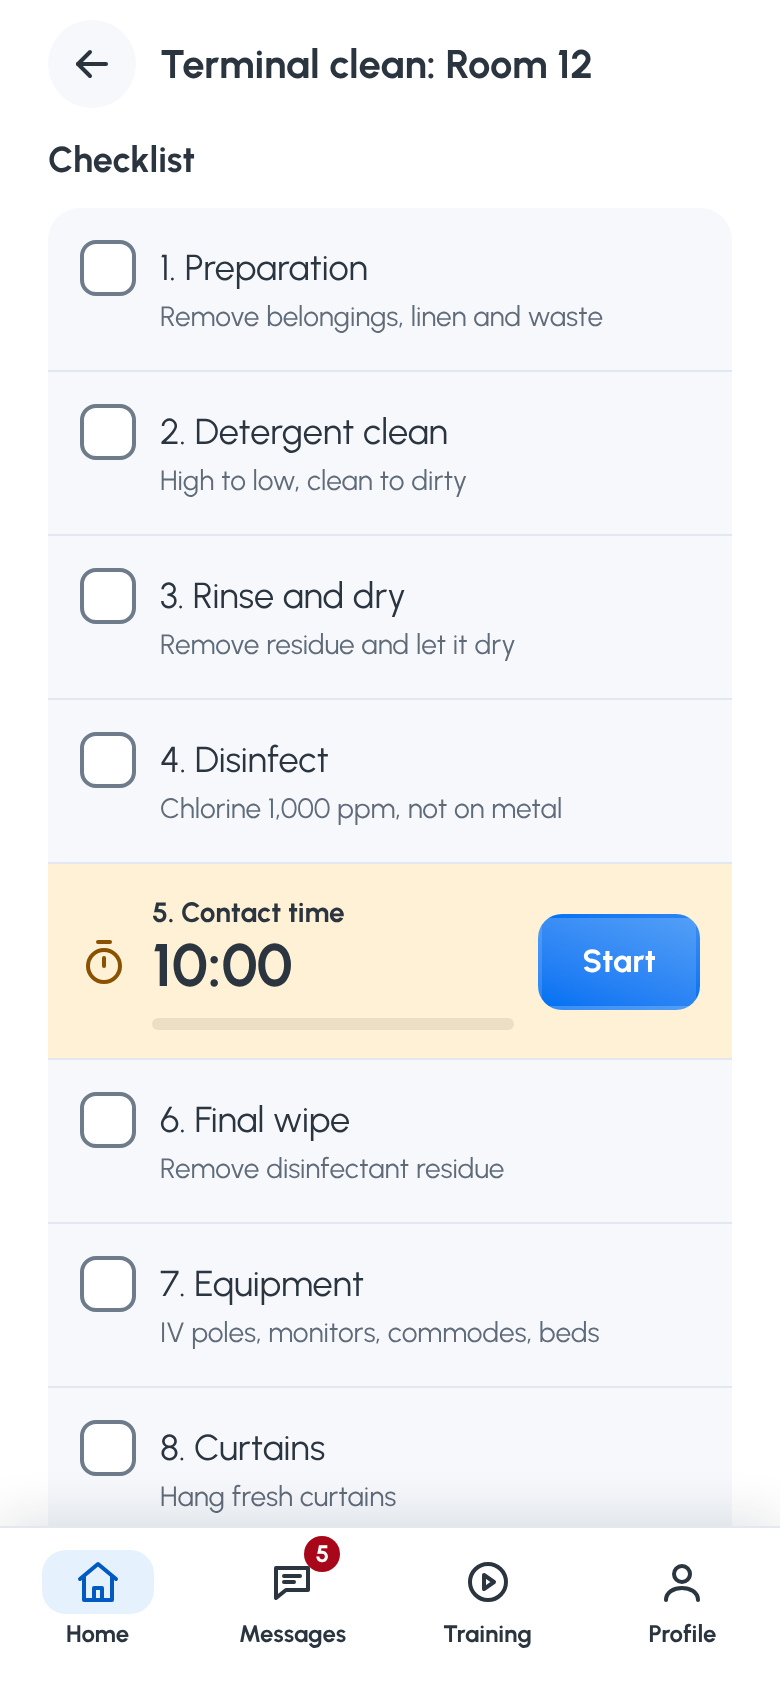 Terminal clean: Room 12
Checklist
1. Preparation
Remove belongings, linen and waste
2. Detergent clean
High to low, clean to dirty
3. Rinse and dry
Remove residue and let it dry
4. Disinfect
Chlorine 1,000 ppm, not on metal
5. Contact time
10:00
Start
6. Final wipe
Remove disinfectant residue
7. Equipment
IV poles, monitors, commodes, beds
8. Curtains
Hang fresh curtains
5
Home
Messages
Training
Profile